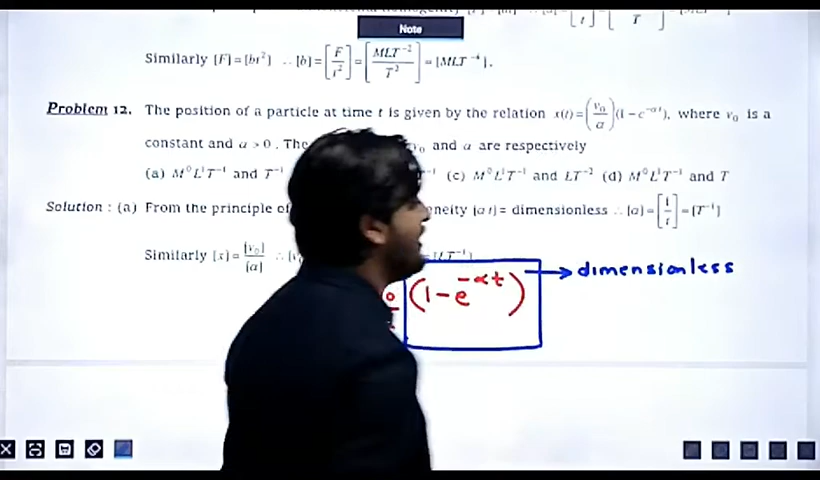 Note
Similarly [F] = [bt²] ∴ [b] = [F/t²] = [MLT⁻²/T²] = [MLT⁻⁴].
Problem 12. The position of a particle at time t is given by the relation x(t) = (v₀/α)(1 – c^–αt), where v₀ is a
constant and α > 0. The v₀ and α are respectively
(a) M⁰L¹T⁻¹ and T⁻¹ (c) M⁰L¹T⁻¹ and LT⁻² (d) M⁰L¹T⁻¹ and T
Solution : (a) From the principle of [αt] = dimensionless ∴ [α] = [1/t] = [T⁻¹]
Similarly [x] = [v₀]/[α] ∴ = [LT⁻¹]
(1 – e^–αt) → dimensionless